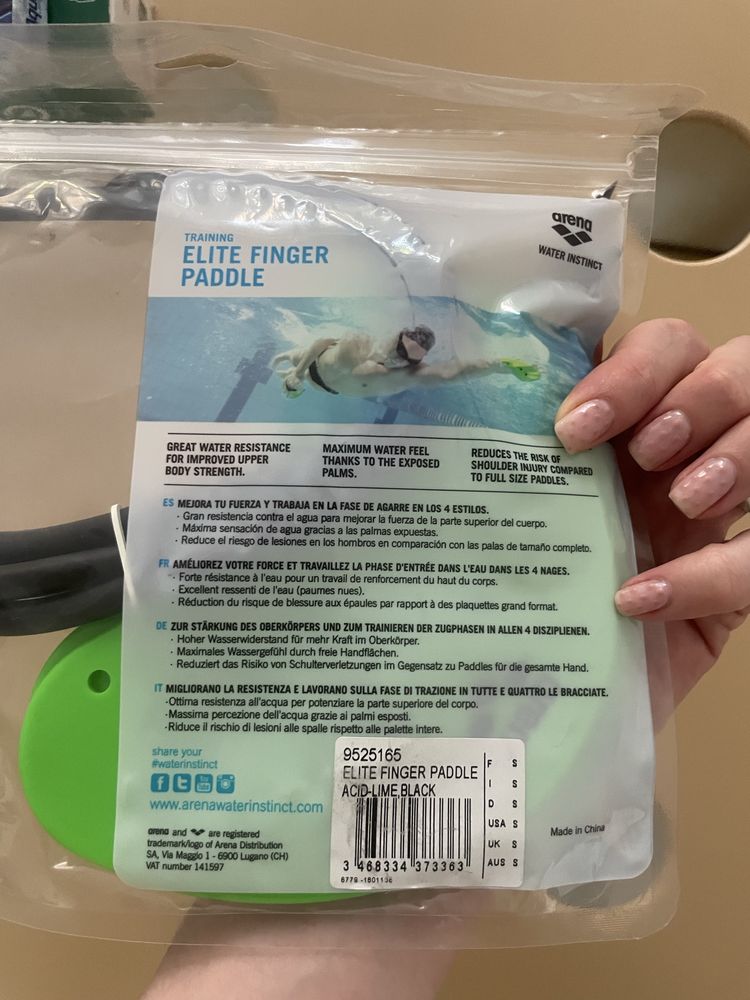 arena
WATER INSTINCT
TRAINING
ELITE FINGER
PADDLE
GREAT WATER RESISTANCE
FOR IMPROVED UPPER
BODY STRENGTH.
MAXIMUM WATER FEEL
THANKS TO THE EXPOSED
PALMS.
REDUCES THE RISK OF
SHOULDER INJURY COMPARED
TO FULL SIZE PADDLES.
ES MEJORA TU FUERZA Y TRABAJA EN LA FASE DE AGARRE EN LOS 4 ESTILOS.
· Gran resistencia contra el agua para mejorar la fuerza de la parte superior del cuerpo.
· Máxima sensación de agua gracias a las palmas expuestas.
· Reduce el riesgo de lesiones en los hombros en comparación con las palas de tamaño completo.
FR AMÉLIOREZ VOTRE FORCE ET TRAVAILLEZ LA PHASE D'ENTRÉE DANS L'EAU DANS LES 4 NAGES.
· Forte résistance à l'eau pour un travail de renforcement du haut du corps.
· Excellent ressenti de l'eau (paumes nues).
· Réduction du risque de blessure aux épaules par rapport à des plaquettes grand format.
DE ZUR STÄRKUNG DES OBERKÖRPERS UND ZUM TRAINIEREN DER ZUGPHASEN IN ALLEN 4 DISZIPLIENEN.
· Hoher Wasserwiderstand für mehr Kraft im Oberkörper.
· Maximales Wassergefühl durch freie Handflächen.
· Reduziert das Risiko von Schulterverletzungen im Gegensatz zu Paddles für die gesamte Hand.
IT MIGLIORANO LA RESISTENZA E LAVORANO SULLA FASE DI TRAZIONE IN TUTTE E QUATTRO LE BRACCIATE.
·Ottima resistenza all'acqua per potenziare la parte superiore del corpo.
·Massima percezione dell'acqua grazie ai palmi esposti.
·Riduce il rischio di lesioni alle spalle rispetto alle palette intere.
share your
#waterinstinct
www.arenawaterinstinct.com
arena and are registered
trademark/logo of Arena Distribution
SA, Via Maggio 1 - 6900 Lugano (CH)
VAT number 141597
9525165
ELITE FINGER PADDLE
ACID-LIME,BLACK
3 468334 373363
F S
I S
D S
USA S
UK S
AUS S
Made in China